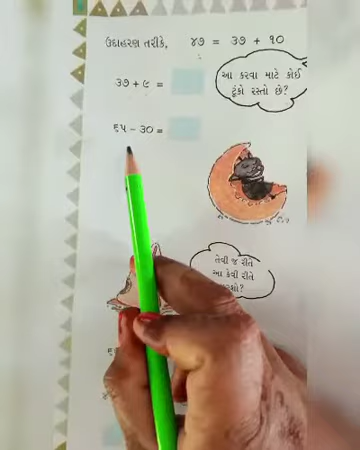 ઉદાહરણ તરીકે, ૪૭ = ૩૭ + ૧૦
૩૭ + ૯ =
આ કરવા માટે કોઈ
ટૂંકો રસ્તો છે?
૬૫ – ૩૦ =
તેવી જ રીતે
આ કેવી રીતે